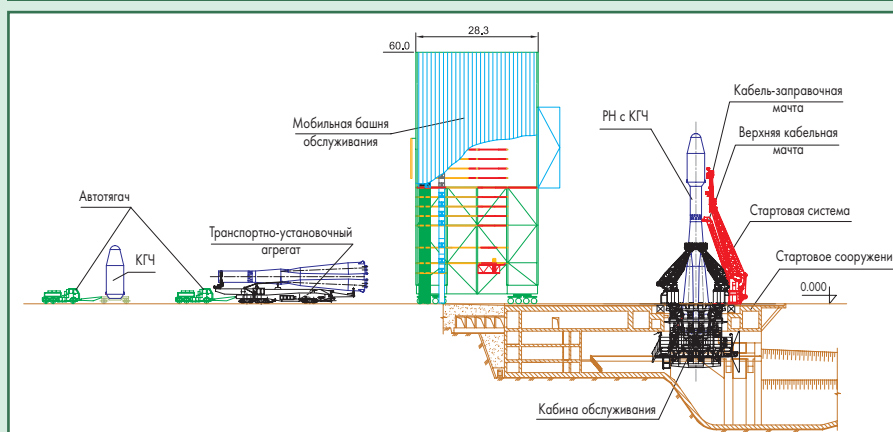 28.3
60.0
Кабель-заправочная
мачта
Мобильная башня
обслуживания
РН с КГЧ
Верхняя кабельная
мачта
Автотягач
КГЧ
Транспортно-установочный
агрегат
Стартовая система
Стартовое сооружени
0.000
Кабина обслуживания